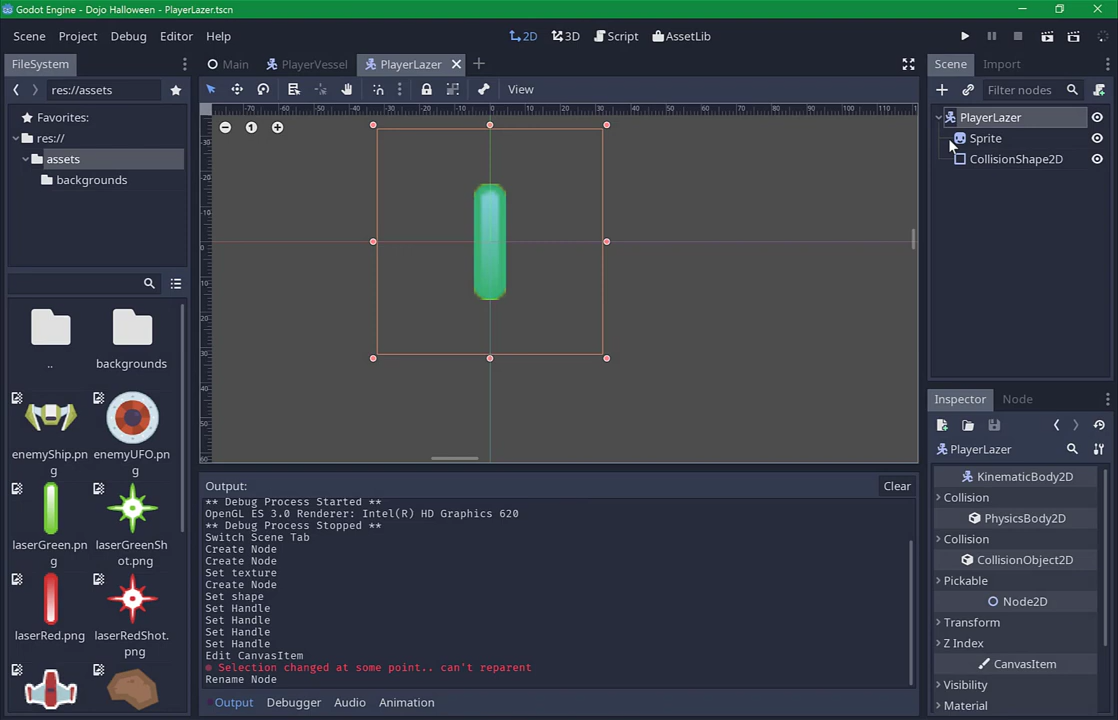 Godot Engine - Dojo Halloween - PlayerLazer.tscn
Scene Project Debug Editor Help
2D 3D Script AssetLib
FileSystem
Main PlayerVessel PlayerLazer
Scene Import
res://assets
View
Filter nodes
Favorites:
res://
assets
backgrounds
PlayerLazer
Sprite
CollisionShape2D
..
backgrounds
enemyShip.pn
g
enemyUFO.pn
g
laserGreen.pn
g
laserGreenSh
ot.png
laserRed.png
laserRedShot.
png
Output:
Clear
** Debug Process Started **
OpenGL ES 3.0 Renderer: Intel(R) HD Graphics 620
** Debug Process Stopped **
Switch Scene Tab
Create Node
Create Node
Set texture
Create Node
Set shape
Set Handle
Set Handle
Set Handle
Set Handle
Edit CanvasItem
Selection changed at some point.. can't reparent
Rename Node
Output Debugger Audio Animation
Inspector Node
PlayerLazer
KinematicBody2D
Collision
PhysicsBody2D
Collision
CollisionObject2D
Pickable
Node2D
Transform
Z Index
CanvasItem
Visibility
Material